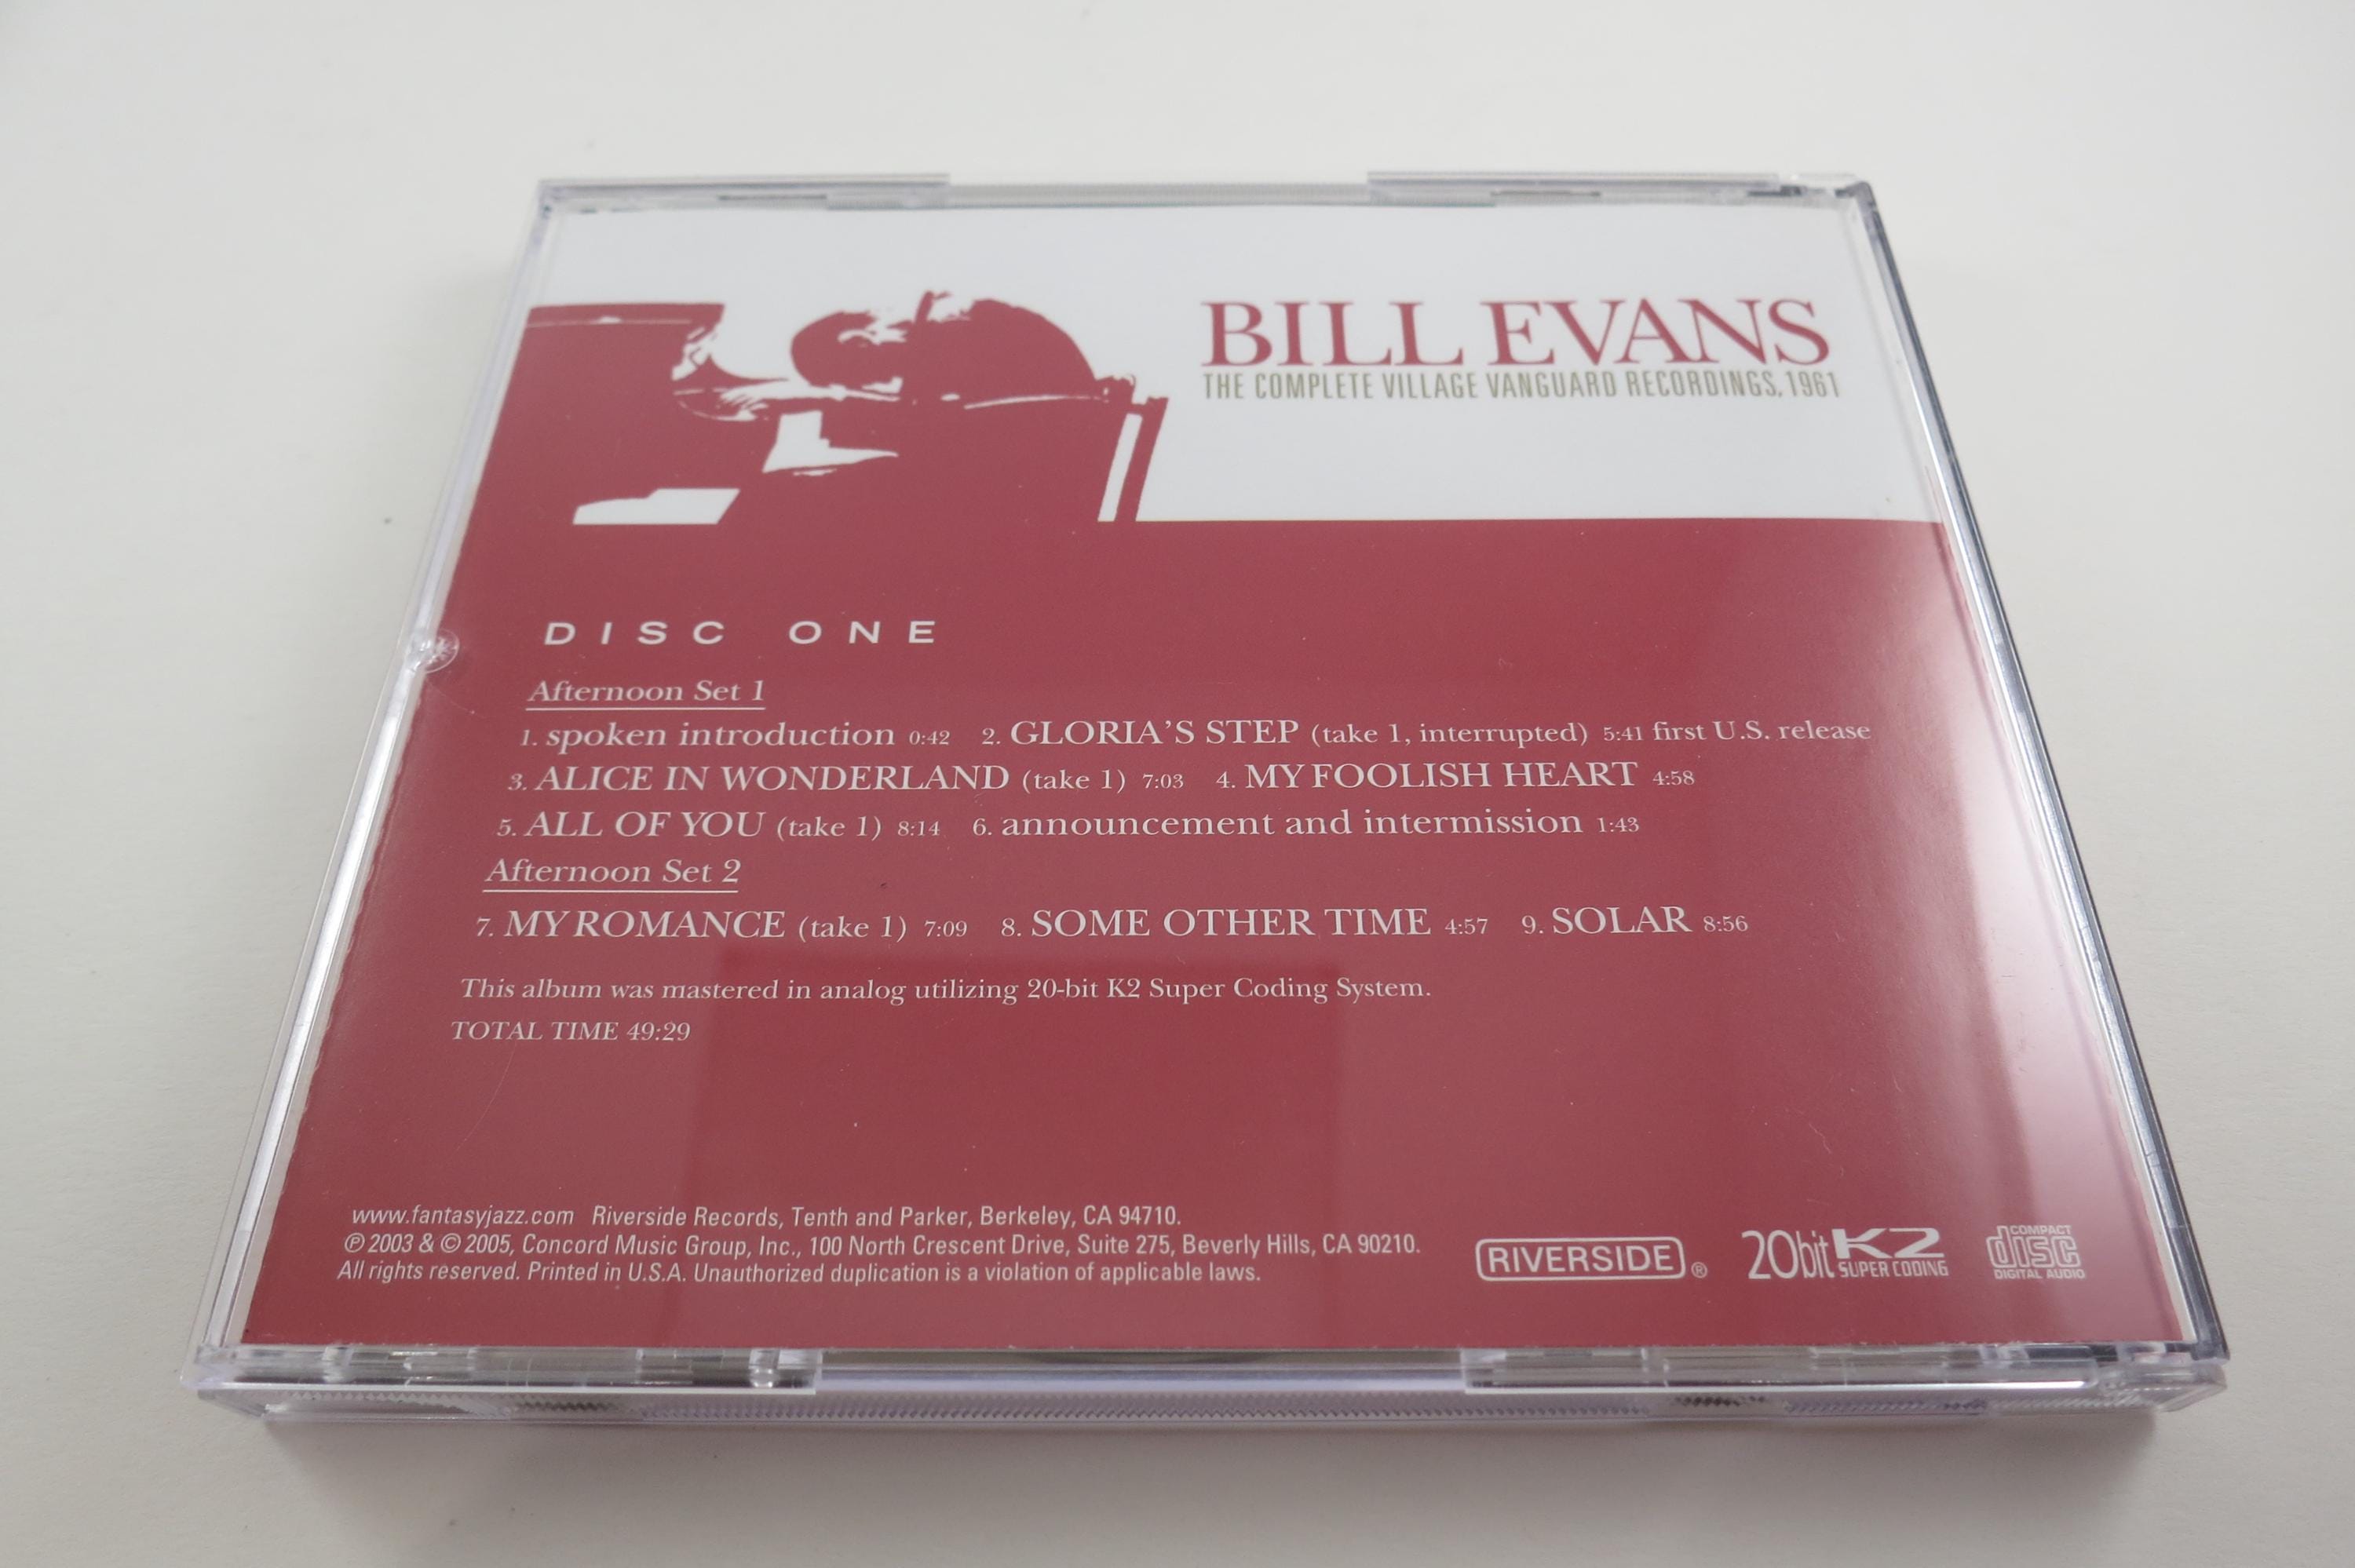 BILL EVANS
THE COMPLETE VILLAGE VANGUARD RECORDINGS, 1961
DISC ONE
Afternoon Set 1
1. spoken introduction 0:42 2. GLORIA'S STEP (take 1, interrupted) 5:41 first U.S. release
3. ALICE IN WONDERLAND (take 1) 7:03 4. MY FOOLISH HEART 4:58
5. ALL OF YOU (take 1) 8:14 6. announcement and intermission 1:43
Afternoon Set 2
7. MY ROMANCE (take 1) 7:09 8. SOME OTHER TIME 4:57 9. SOLAR 8:56
This album was mastered in analog utilizing 20-bit K2 Super Coding System.
TOTAL TIME 49:29
www.fantasyjazz.com Riverside Records, Tenth and Parker, Berkeley, CA 94710.
℗ 2003 & © 2005, Concord Music Group, Inc., 100 North Crescent Drive, Suite 275, Beverly Hills, CA 90210.
All rights reserved. Printed in U.S.A. Unauthorized duplication is a violation of applicable laws.
RIVERSIDE ®
20bit K2 SUPER CODING
COMPACT disc DIGITAL AUDIO